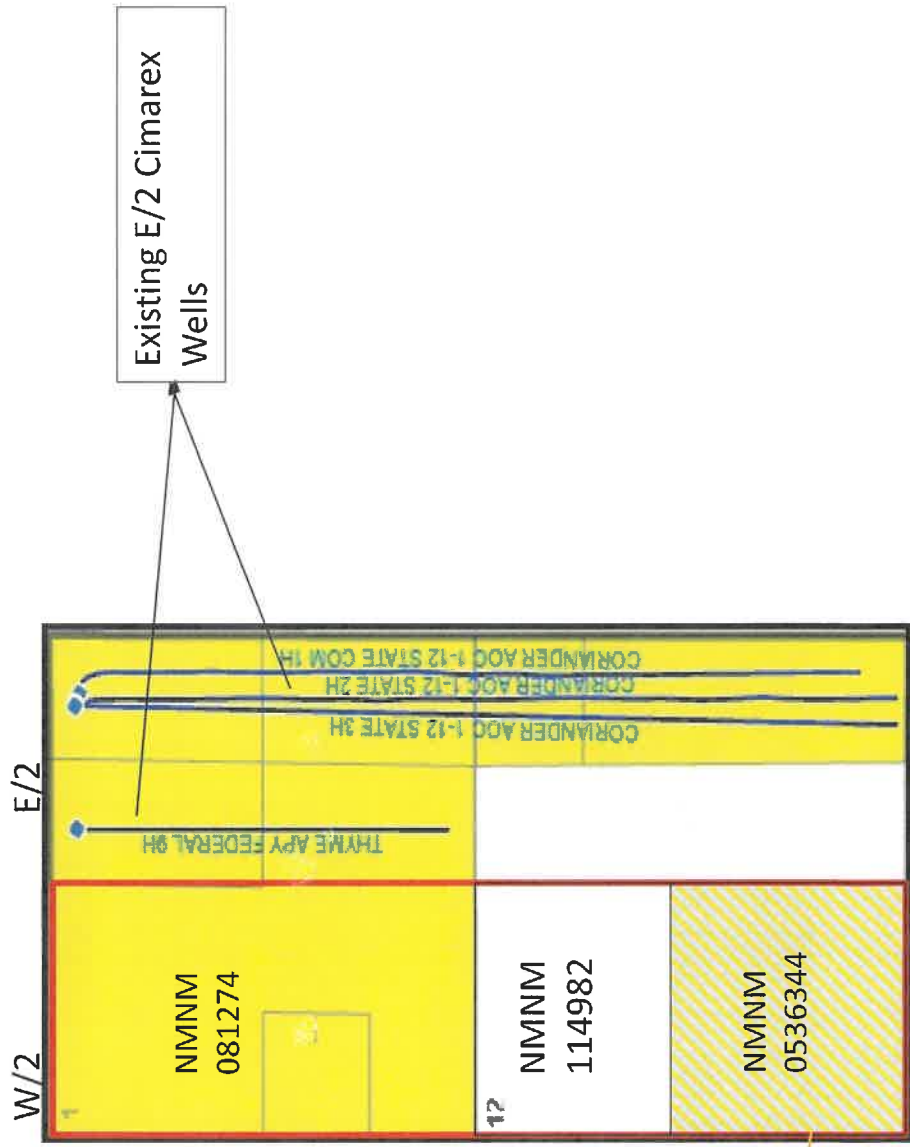 W/2
E/2
Existing E/2 Cimarex
Wells
1
NMNM
081274
THYME APY FEDERAL 9H
CORIANDER AOC 1-12 STATE 3H
CORIANDER AOC 1-12 STATE 2H
CORIANDER AOC 1-12 STATE COM 1H
12
NMNM
114982
NMNM
0536344